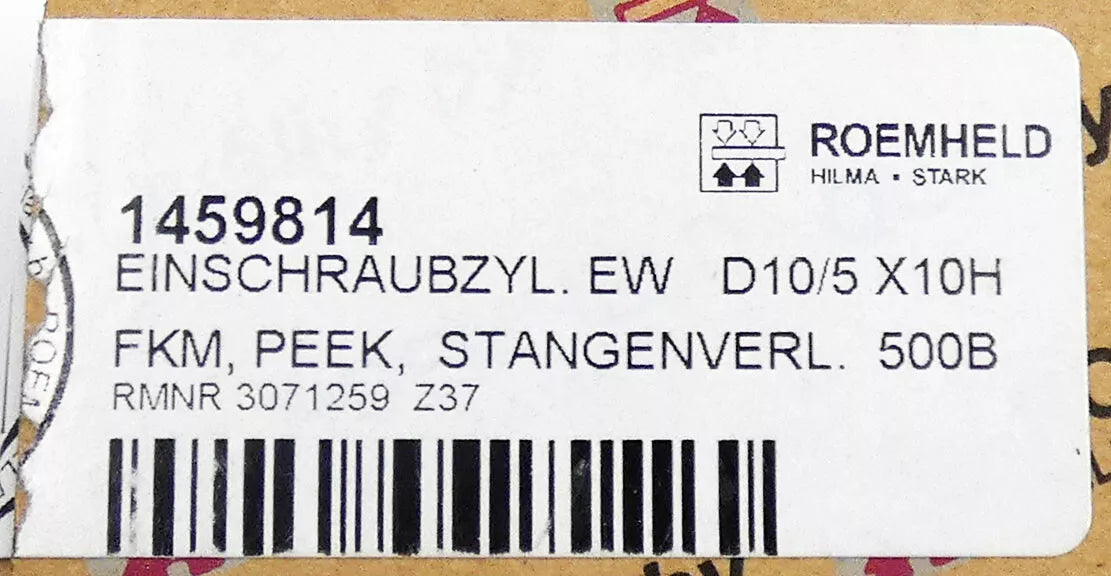 ROEMHELD
HILMA ▪ STARK
1459814
EINSCHRAUBZYL. EW D10/5 X10H
FKM, PEEK, STANGENVERL. 500B
RMNR 3071259 Z37